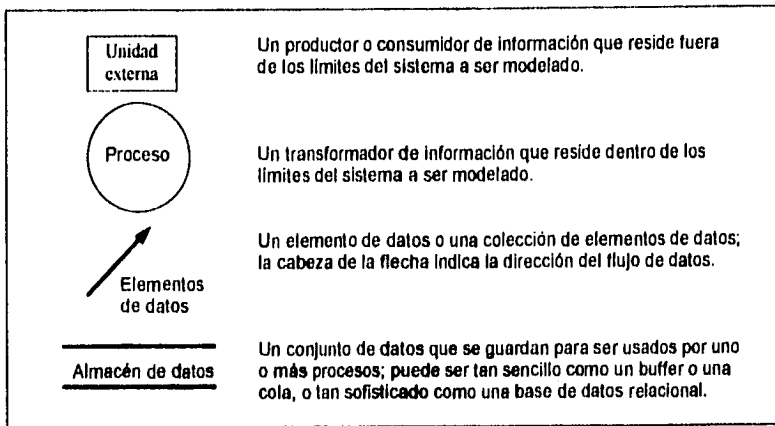 Unidad
externa
Un productor o consumidor de información que reside fuera
de los límites del sistema a ser modelado.
Proceso
Un transformador de información que reside dentro de los
límites del sistema a ser modelado.
Elementos
de datos
Un elemento de datos o una colección de elementos de datos;
la cabeza de la flecha indica la dirección del flujo de datos.
Almacén de datos
Un conjunto de datos que se guardan para ser usados por uno
o más procesos; puede ser tan sencillo como un buffer o una
cola, o tan sofisticado como una base de datos relacional.